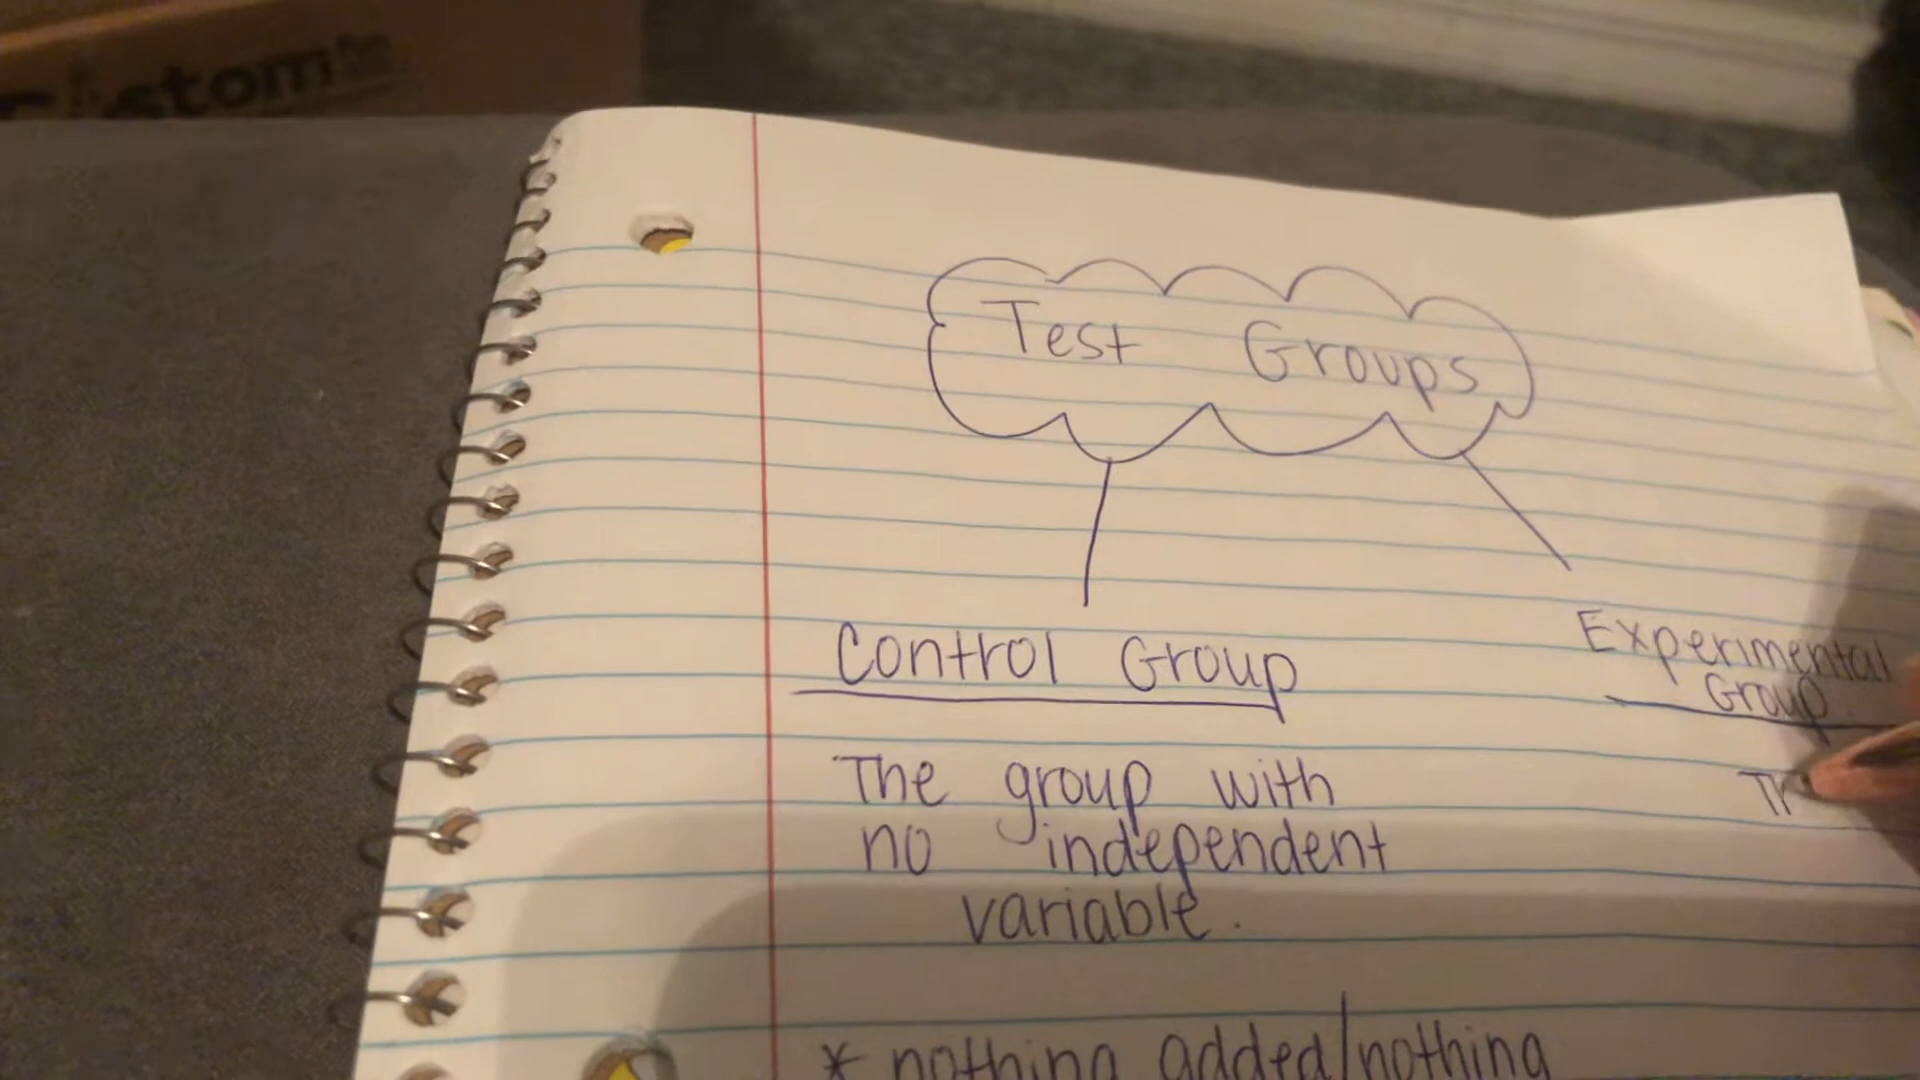 Test Groups
Control Group
The group with
no independent
variable.
* nothing added/nothing
Experimental
Group